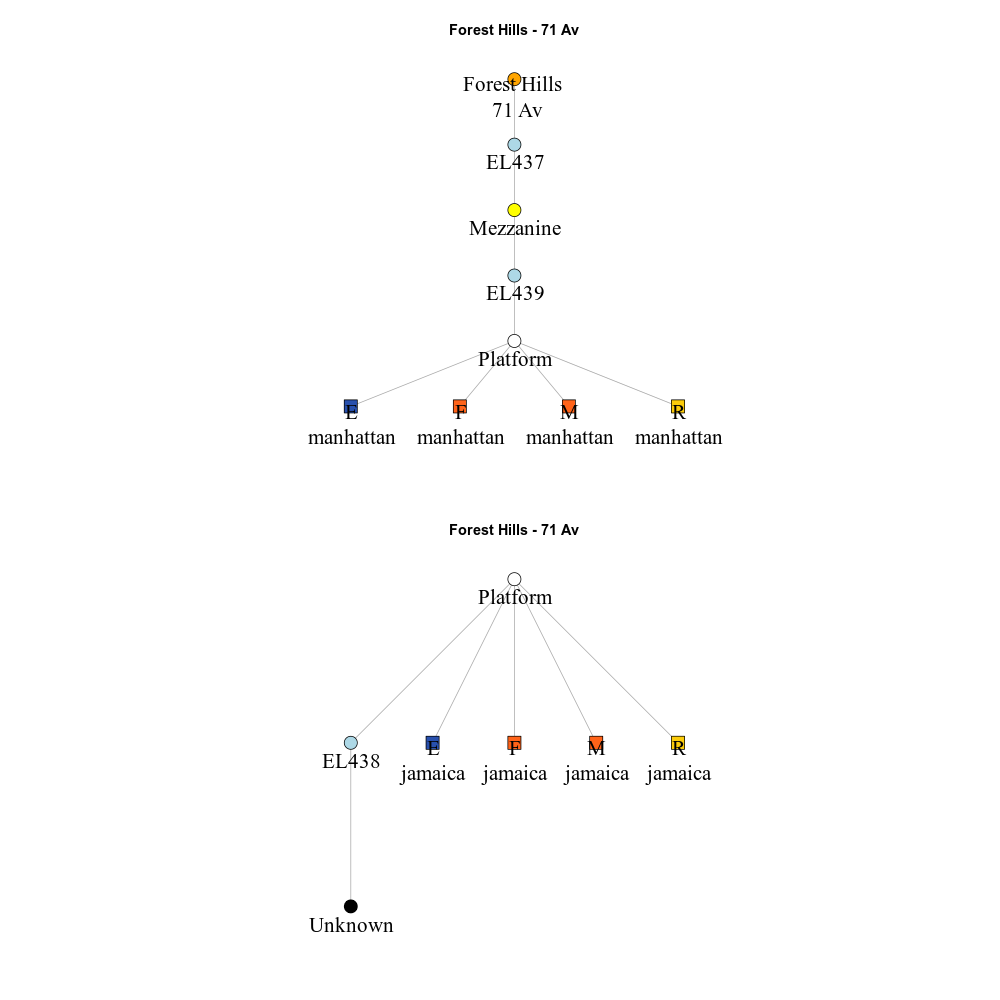 Forest Hills - 71 Av
Forest Hills
71 Av
EL437
Mezzanine
EL439
Platform
E F M R
manhattan manhattan manhattan manhattan
Forest Hills - 71 Av
Platform
E F M R
EL438
jamaica jamaica jamaica jamaica
Unknown